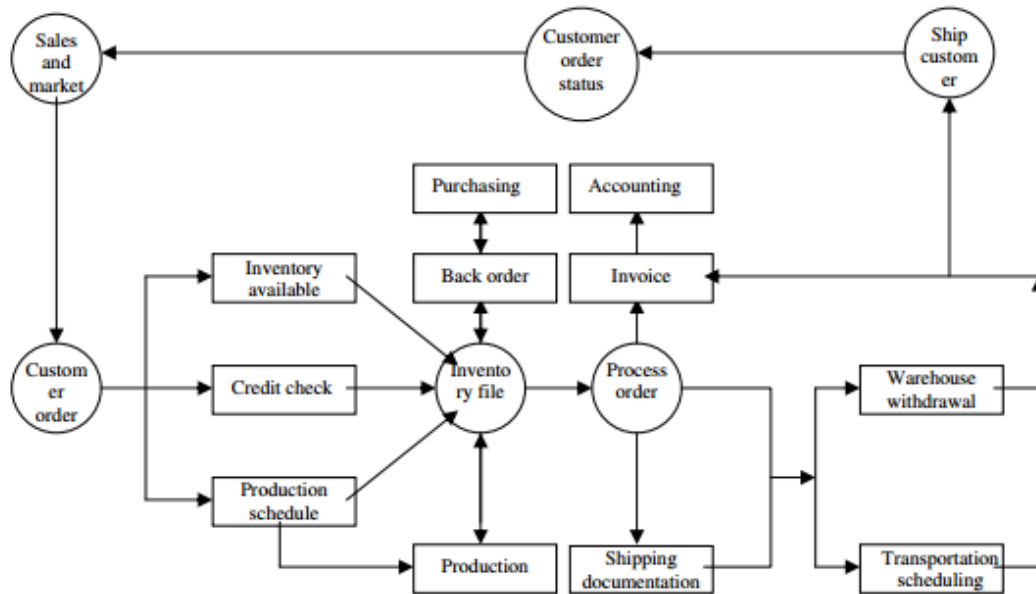 Sales
and
market
Customer
order
status
Ship
custom
er
Purchasing
Accounting
Inventory
available
Back order
Invoice
Custom
er
order
Credit check
Invento
ry file
Process
order
Warehouse
withdrawal
Production
schedule
Production
Shipping
documentation
Transportation
scheduling